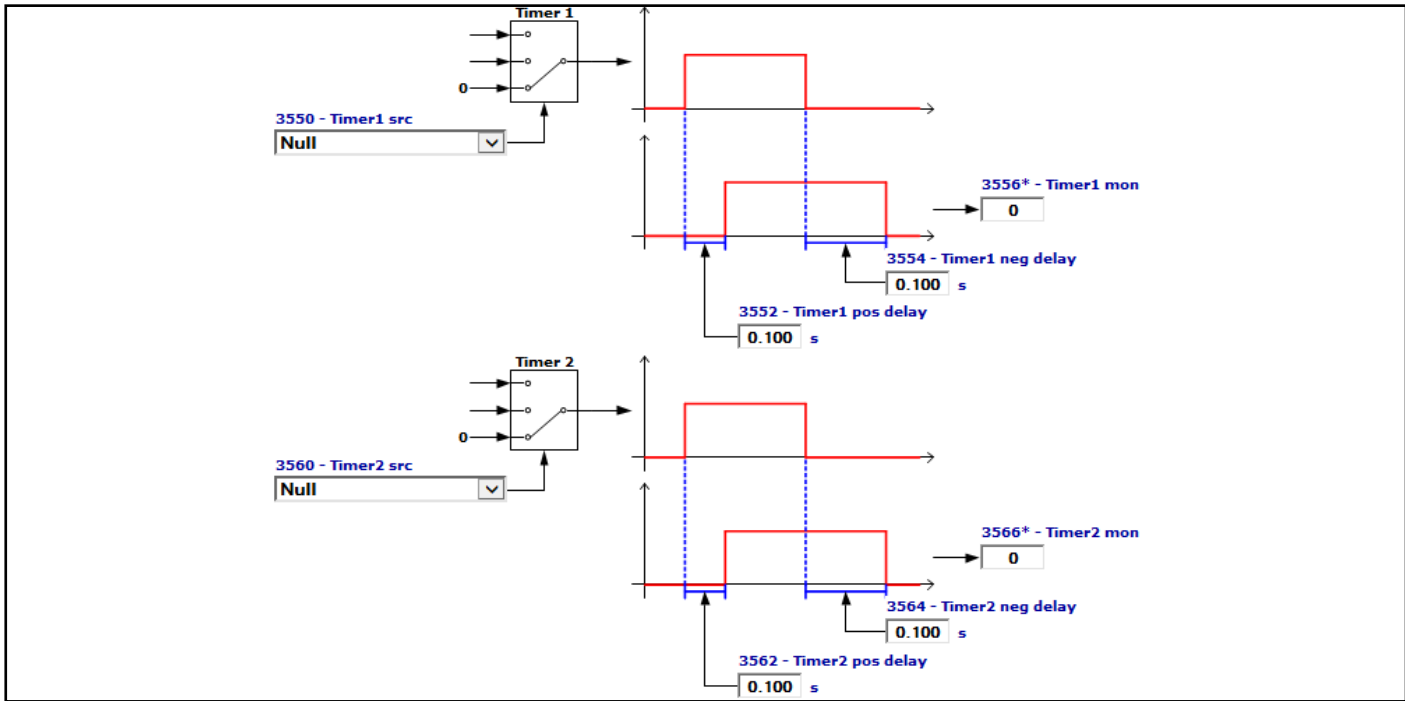 Timer 1
0
3550 - Timer1 src
Null
3556* - Timer1 mon
0
3554 - Timer1 neg delay
0.100 s
3552 - Timer1 pos delay
0.100 s
Timer 2
0
3560 - Timer2 src
Null
3566* - Timer2 mon
0
3564 - Timer2 neg delay
0.100 s
3562 - Timer2 pos delay
0.100 s